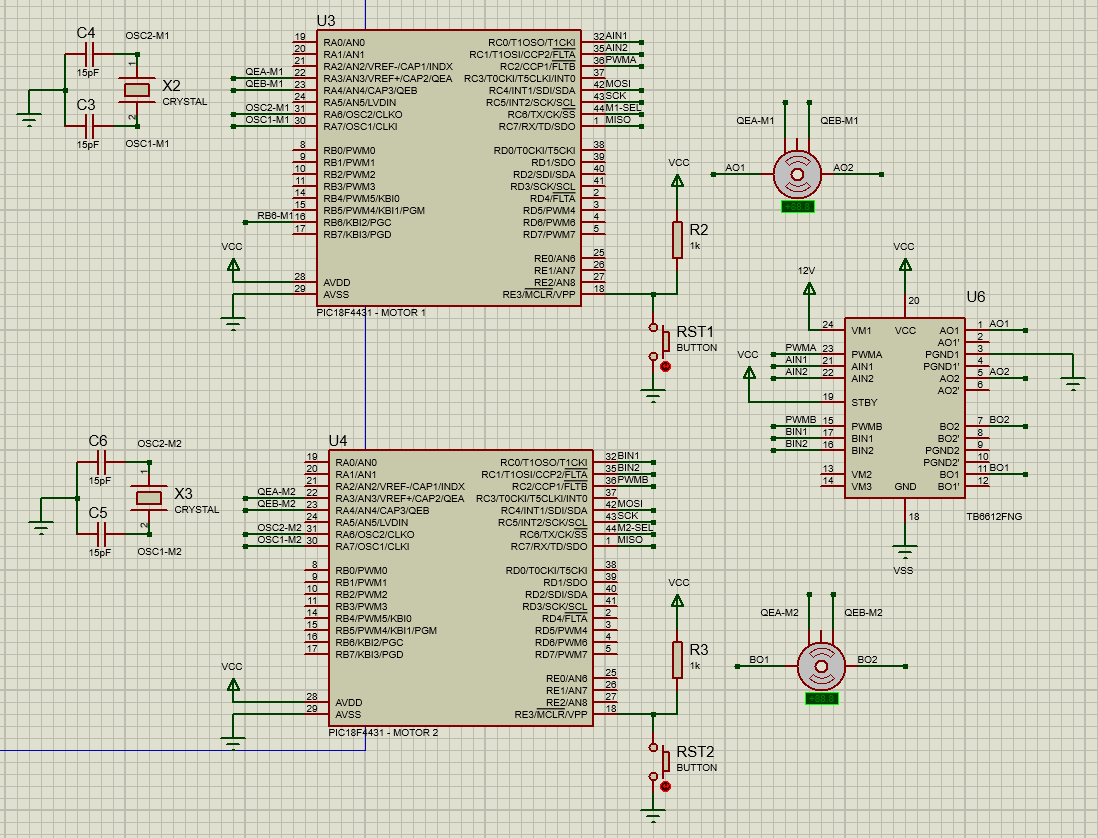 U3
C4
15pF
C3
15pF
OSC2-M1
1
X2
CRYSTAL
2
OSC1-M1
19 RA0/AN0
20 RA1/AN1
21 RA2/AN2/VREF-/CAP1/INDX
QEA-M1 22 RA3/AN3/VREF+/CAP2/QEA
QEB-M1 23 RA4/AN4/CAP3/QEB
24 RA5/AN5/LVDIN
OSC2-M1 31 RA6/OSC2/CLKO
OSC1-M1 30 RA7/OSC1/CLKI
8 RB0/PWM0
9 RB1/PWM1
10 RB2/PWM2
11 RB3/PWM3
14 RB4/PWM5/KBI0
15 RB5/PWM4/KBI1/PGM
RB6-M1 16 RB6/KBI2/PGC
17 RB7/KBI3/PGD
VCC
28 AVDD
29 AVSS
RC0/T1OSO/T1CKI 32 AIN1
RC1/T1OSI/CCP2/FLTA 35 AIN2
RC2/CCP1/FLTB 36 PWMA
RC3/T0CKI/T5CLKI/INT0 37
RC4/INT1/SDI/SDA 42 MOSI
RC5/INT2/SCK/SCL 43 SCK
RC6/TX/CK/SS 44 M1-SEL
RC7/RX/TD/SDO 1 MISO
RD0/T0CKI/T5CKI 38
RD1/SDO 39
RD2/SDI/SDA 40
RD3/SCK/SCL 41
RD4/FLTA 2
RD5/PWM4 3
RD6/PWM6 4
RD7/PWM7 5
RE0/AN6 25
RE1/AN7 26
RE2/AN8 27
RE3/MCLR/VPP 18
PIC18F4431 - MOTOR 1
VCC
R2
1k
RST1
BUTTON
QEA-M1
QEB-M1
AO1
AO2
VCC
12V
VCC
20
U6
24 VM1
VCC
PWMA 23 PWMA
AIN1 21 AIN1
AIN2 22 AIN2
19 STBY
PWMB 15 PWMB
BIN1 17 BIN1
BIN2 16 BIN2
13 VM2
14 VM3
GND
18
VSS
AO1 1 AO1
AO1' 2
PGND1 3
PGND1' 4
AO2 5 AO2
AO2' 6
BO2 7 BO2
BO2' 8
PGND2 9
PGND2' 10
BO1 11 BO1
BO1' 12
TB6612FNG
U4
C6
15pF
C5
15pF
OSC2-M2
1
X3
CRYSTAL
2
OSC1-M2
19 RA0/AN0
20 RA1/AN1
21 RA2/AN2/VREF-/CAP1/INDX
QEA-M2 22 RA3/AN3/VREF+/CAP2/QEA
QEB-M2 23 RA4/AN4/CAP3/QEB
24 RA5/AN5/LVDIN
OSC2-M2 31 RA6/OSC2/CLKO
OSC1-M2 30 RA7/OSC1/CLKI
8 RB0/PWM0
9 RB1/PWM1
10 RB2/PWM2
11 RB3/PWM3
14 RB4/PWM5/KBI0
15 RB5/PWM4/KBI1/PGM
16 RB6/KBI2/PGC
17 RB7/KBI3/PGD
VCC
28 AVDD
29 AVSS
RC0/T1OSO/T1CKI 32 BIN1
RC1/T1OSI/CCP2/FLTA 35 BIN2
RC2/CCP1/FLTB 36 PWMB
RC3/T0CKI/T5CLKI/INT0 37
RC4/INT1/SDI/SDA 42 MOSI
RC5/INT2/SCK/SCL 43 SCK
RC6/TX/CK/SS 44 M2-SEL
RC7/RX/TD/SDO 1 MISO
RD0/T0CKI/T5CKI 38
RD1/SDO 39
RD2/SDI/SDA 40
RD3/SCK/SCL 41
RD4/FLTA 2
RD5/PWM4 3
RD6/PWM6 4
RD7/PWM7 5
RE0/AN6 25
RE1/AN7 26
RE2/AN8 27
RE3/MCLR/VPP 18
PIC18F4431 - MOTOR 2
VCC
R3
1k
RST2
BUTTON
QEA-M2
QEB-M2
BO1
BO2